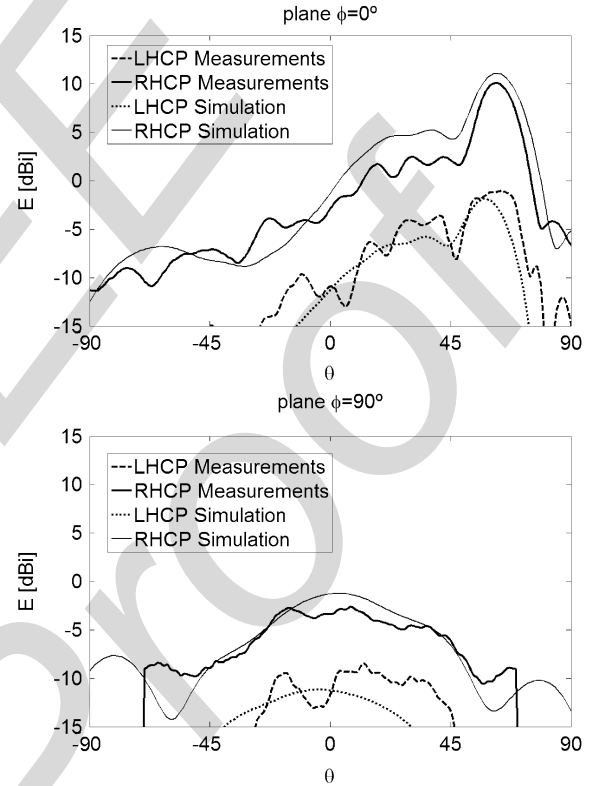 plane ϕ=0º
15
LHCP Measurements
RHCP Measurements
LHCP Simulation
RHCP Simulation
10
5
0
-5
-10
-15
E [dBi]
-90
-45
0
45
90
θ
plane ϕ=90º
15
LHCP Measurements
RHCP Measurements
LHCP Simulation
RHCP Simulation
10
5
0
-5
-10
-15
E [dBi]
-90
-45
0
45
90
θ
Proof